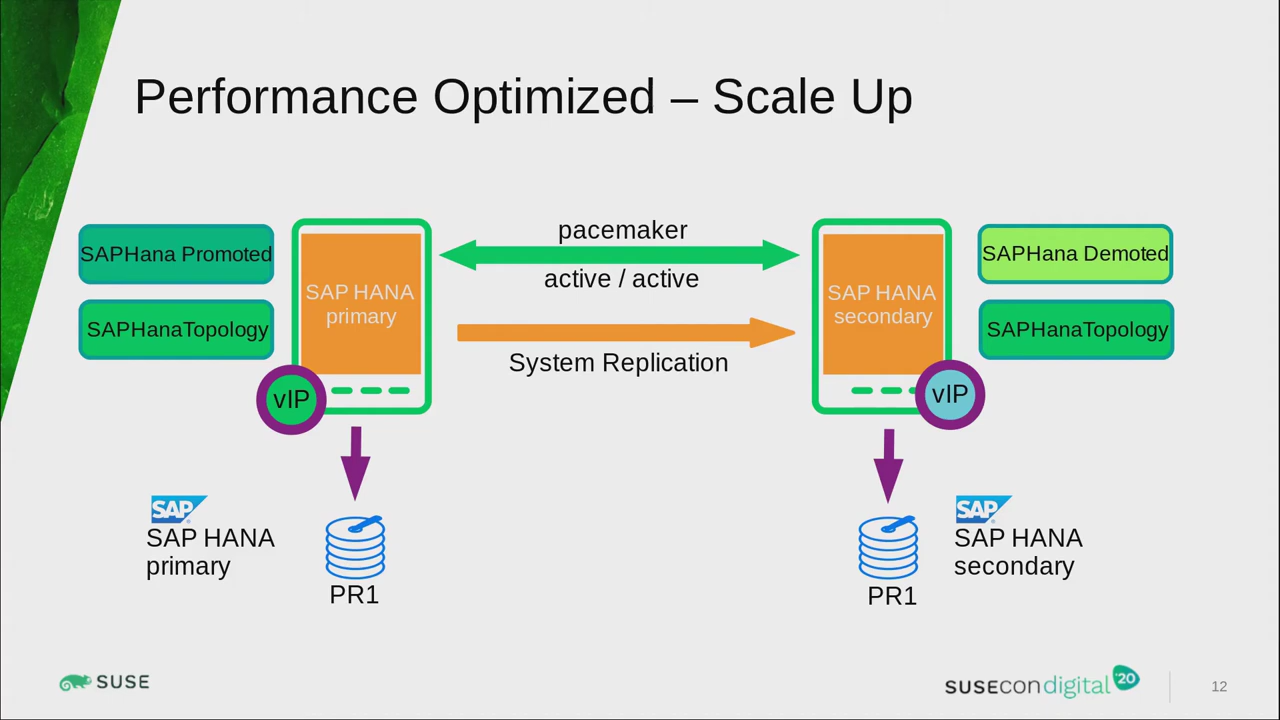 Performance Optimized – Scale Up
SAPHana Promoted
SAPHanaTopology
SAP HANA
primary
vIP
pacemaker
active / active
System Replication
SAP HANA
secondary
vIP
SAPHana Demoted
SAPHanaTopology
SAP
SAP HANA
primary
PR1
PR1
SAP
SAP HANA
secondary
SUSE
SUSEcon digital '20
12